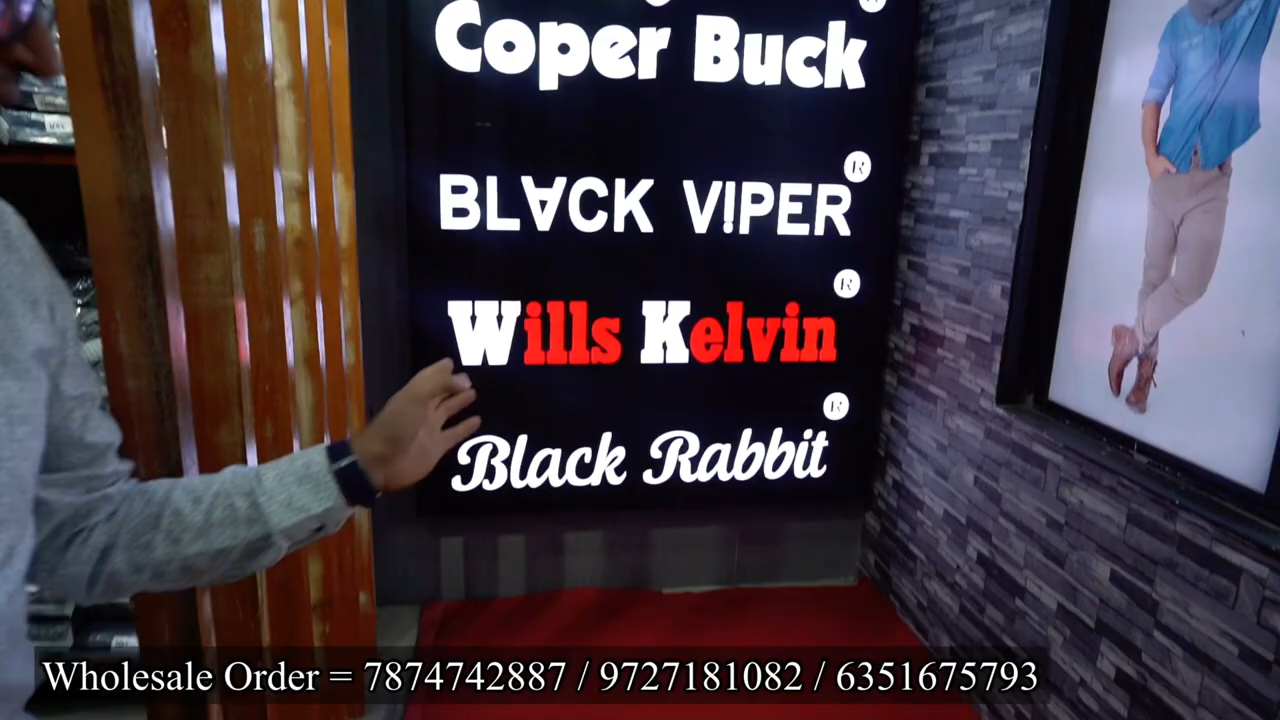 Coper Buck
BLACK VIPER ®
Wills Kelvin ®
Black Rabbit ®
Wholesale Order = 7874742887 / 9727181082 / 6351675793